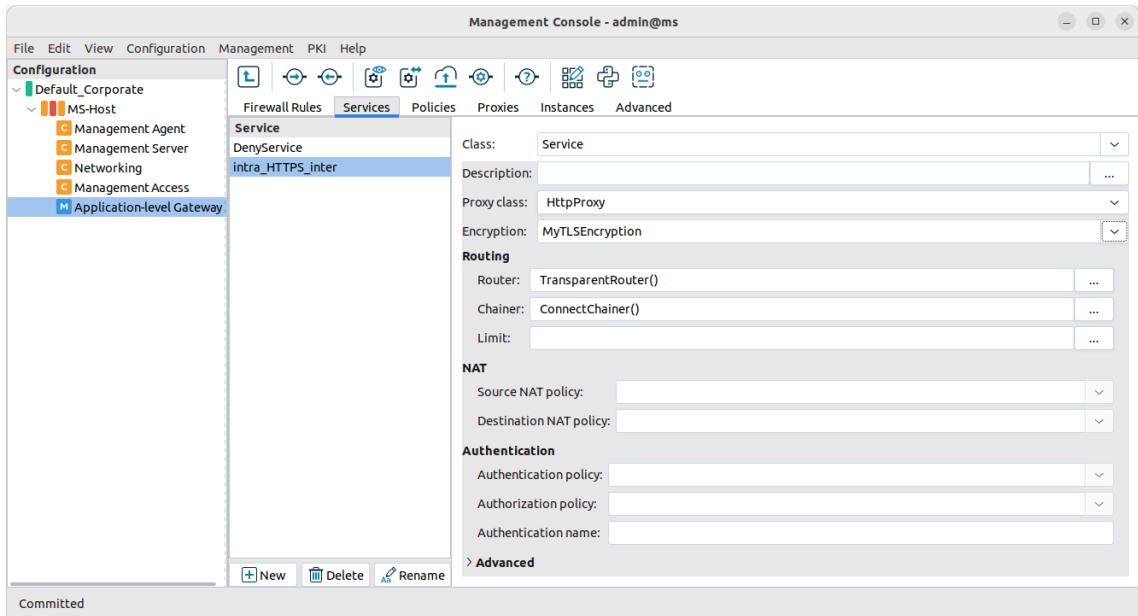 Management Console - admin@ms
File Edit View Configuration Management PKI Help
Configuration
Default_Corporate
MS-Host
C Management Agent
C Management Server
C Networking
C Management Access
M Application-level Gateway
Firewall Rules Services Policies Proxies Instances Advanced
Service
DenyService
intra_HTTPS_inter
Class: Service
Description: ...
Proxy class: HttpProxy
Encryption: MyTLSEncryption
Routing
Router: TransparentRouter() ...
Chainer: ConnectChainer() ...
Limit: ...
NAT
Source NAT policy:
Destination NAT policy:
Authentication
Authentication policy:
Authorization policy:
Authentication name:
Advanced
New Delete Aa Rename
Committed